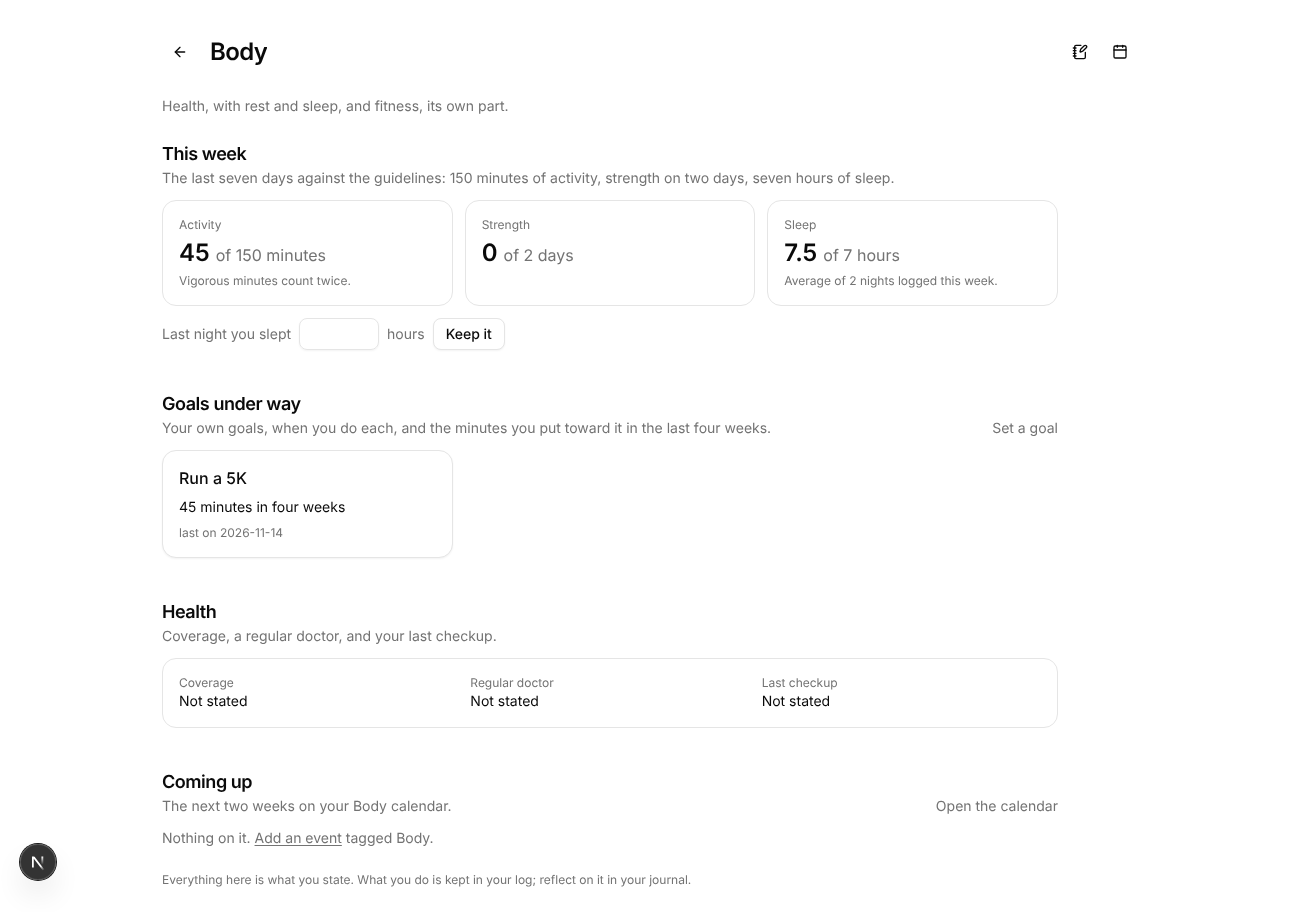 Body
Health, with rest and sleep, and fitness, its own part.
This week
The last seven days against the guidelines: 150 minutes of activity, strength on two days, seven hours of sleep.
Activity
45 of 150 minutes
Vigorous minutes count twice.
Strength
0 of 2 days
Sleep
7.5 of 7 hours
Average of 2 nights logged this week.
Last night you slept hours Keep it
Goals under way
Your own goals, when you do each, and the minutes you put toward it in the last four weeks.
Set a goal
Run a 5K
45 minutes in four weeks
last on 2026-11-14
Health
Coverage, a regular doctor, and your last checkup.
Coverage
Not stated
Regular doctor
Not stated
Last checkup
Not stated
Coming up
The next two weeks on your Body calendar.
Open the calendar
Nothing on it. Add an event tagged Body.
N
Everything here is what you state. What you do is kept in your log; reflect on it in your journal.